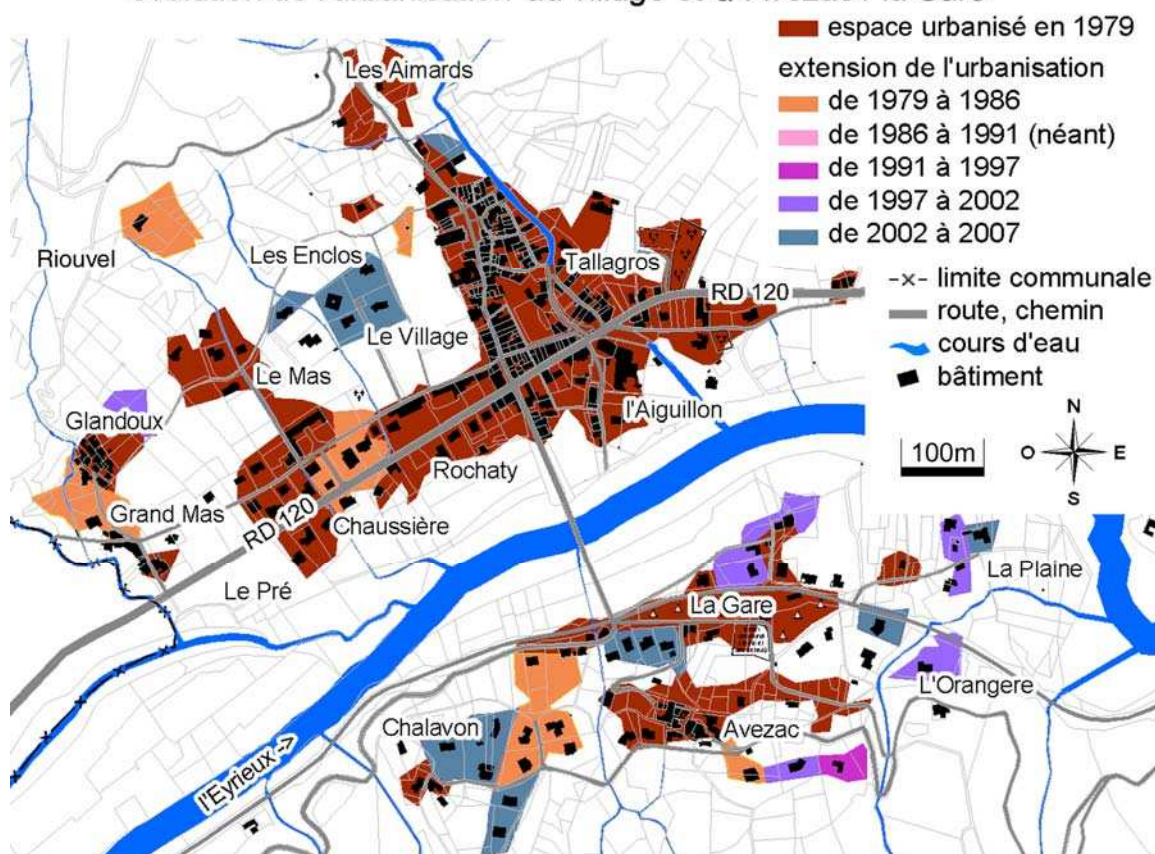 espace urbanisé en 1979
extension de l'urbanisation
de 1979 à 1986
de 1986 à 1991 (néant)
de 1991 à 1997
de 1997 à 2002
de 2002 à 2007
limite communale
route, chemin
cours d'eau
bâtiment
100m
N
O
E
S
Les Aimards
Riouvel
Les Enclos
Tallagros
RD 120
Le Village
Le Mas
Glandoux
l'Aiguillon
Rochaty
Grand Mas
RD 120
Chaussière
Le Pré
La Plaine
La Gare
L'Orangere
Chalavon
Avezac
l'Eyrieux ->